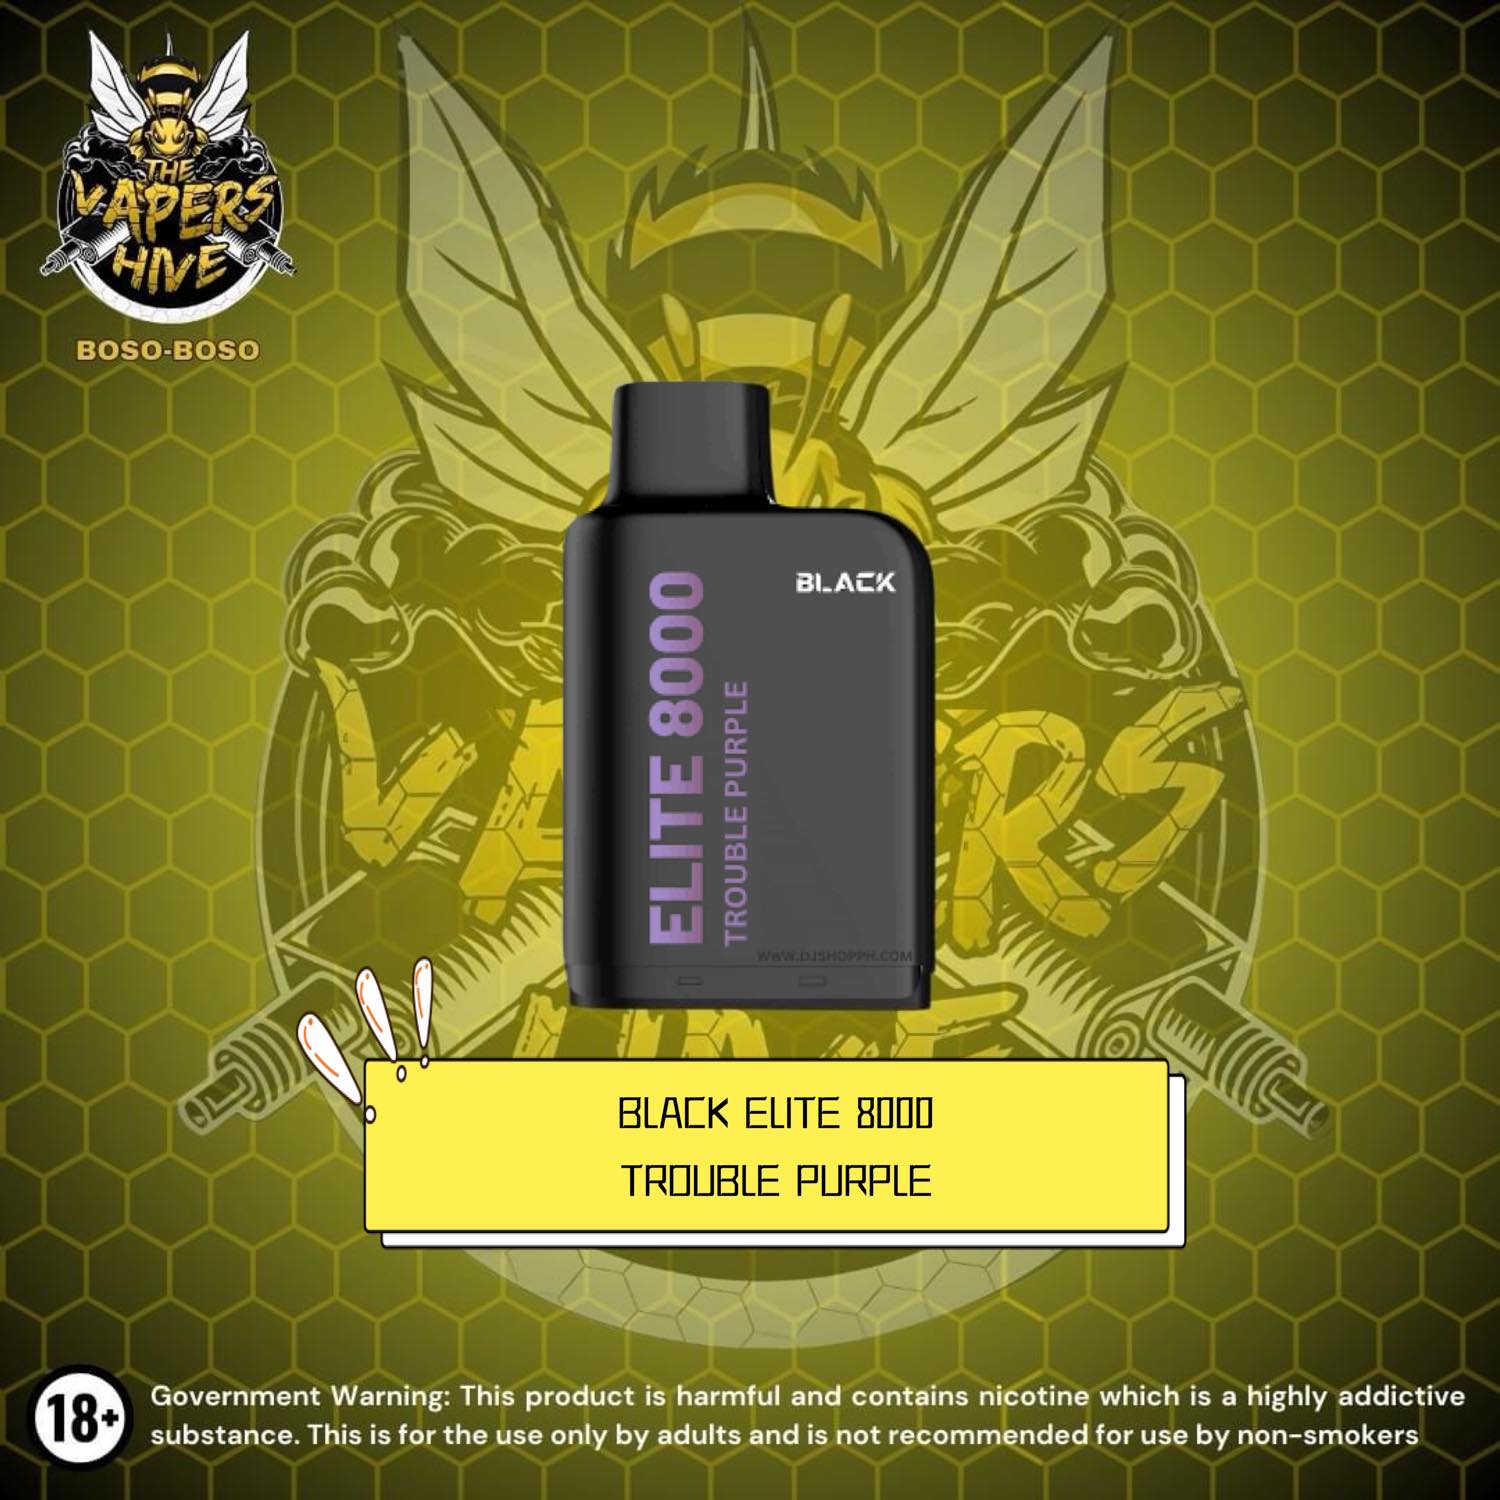 THE
VAPERS
HIVE
BOSO-BOSO
BLACK
ELITE 8000
TROUBLE PURPLE
WWW.DJSHOPPH.COM
BLACK ELITE 8000
TROUBLE PURPLE
18+
Government Warning: This product is harmful and contains nicotine which is a highly addictive
substance. This is for the use only by adults and is not recommended for use by non-smokers